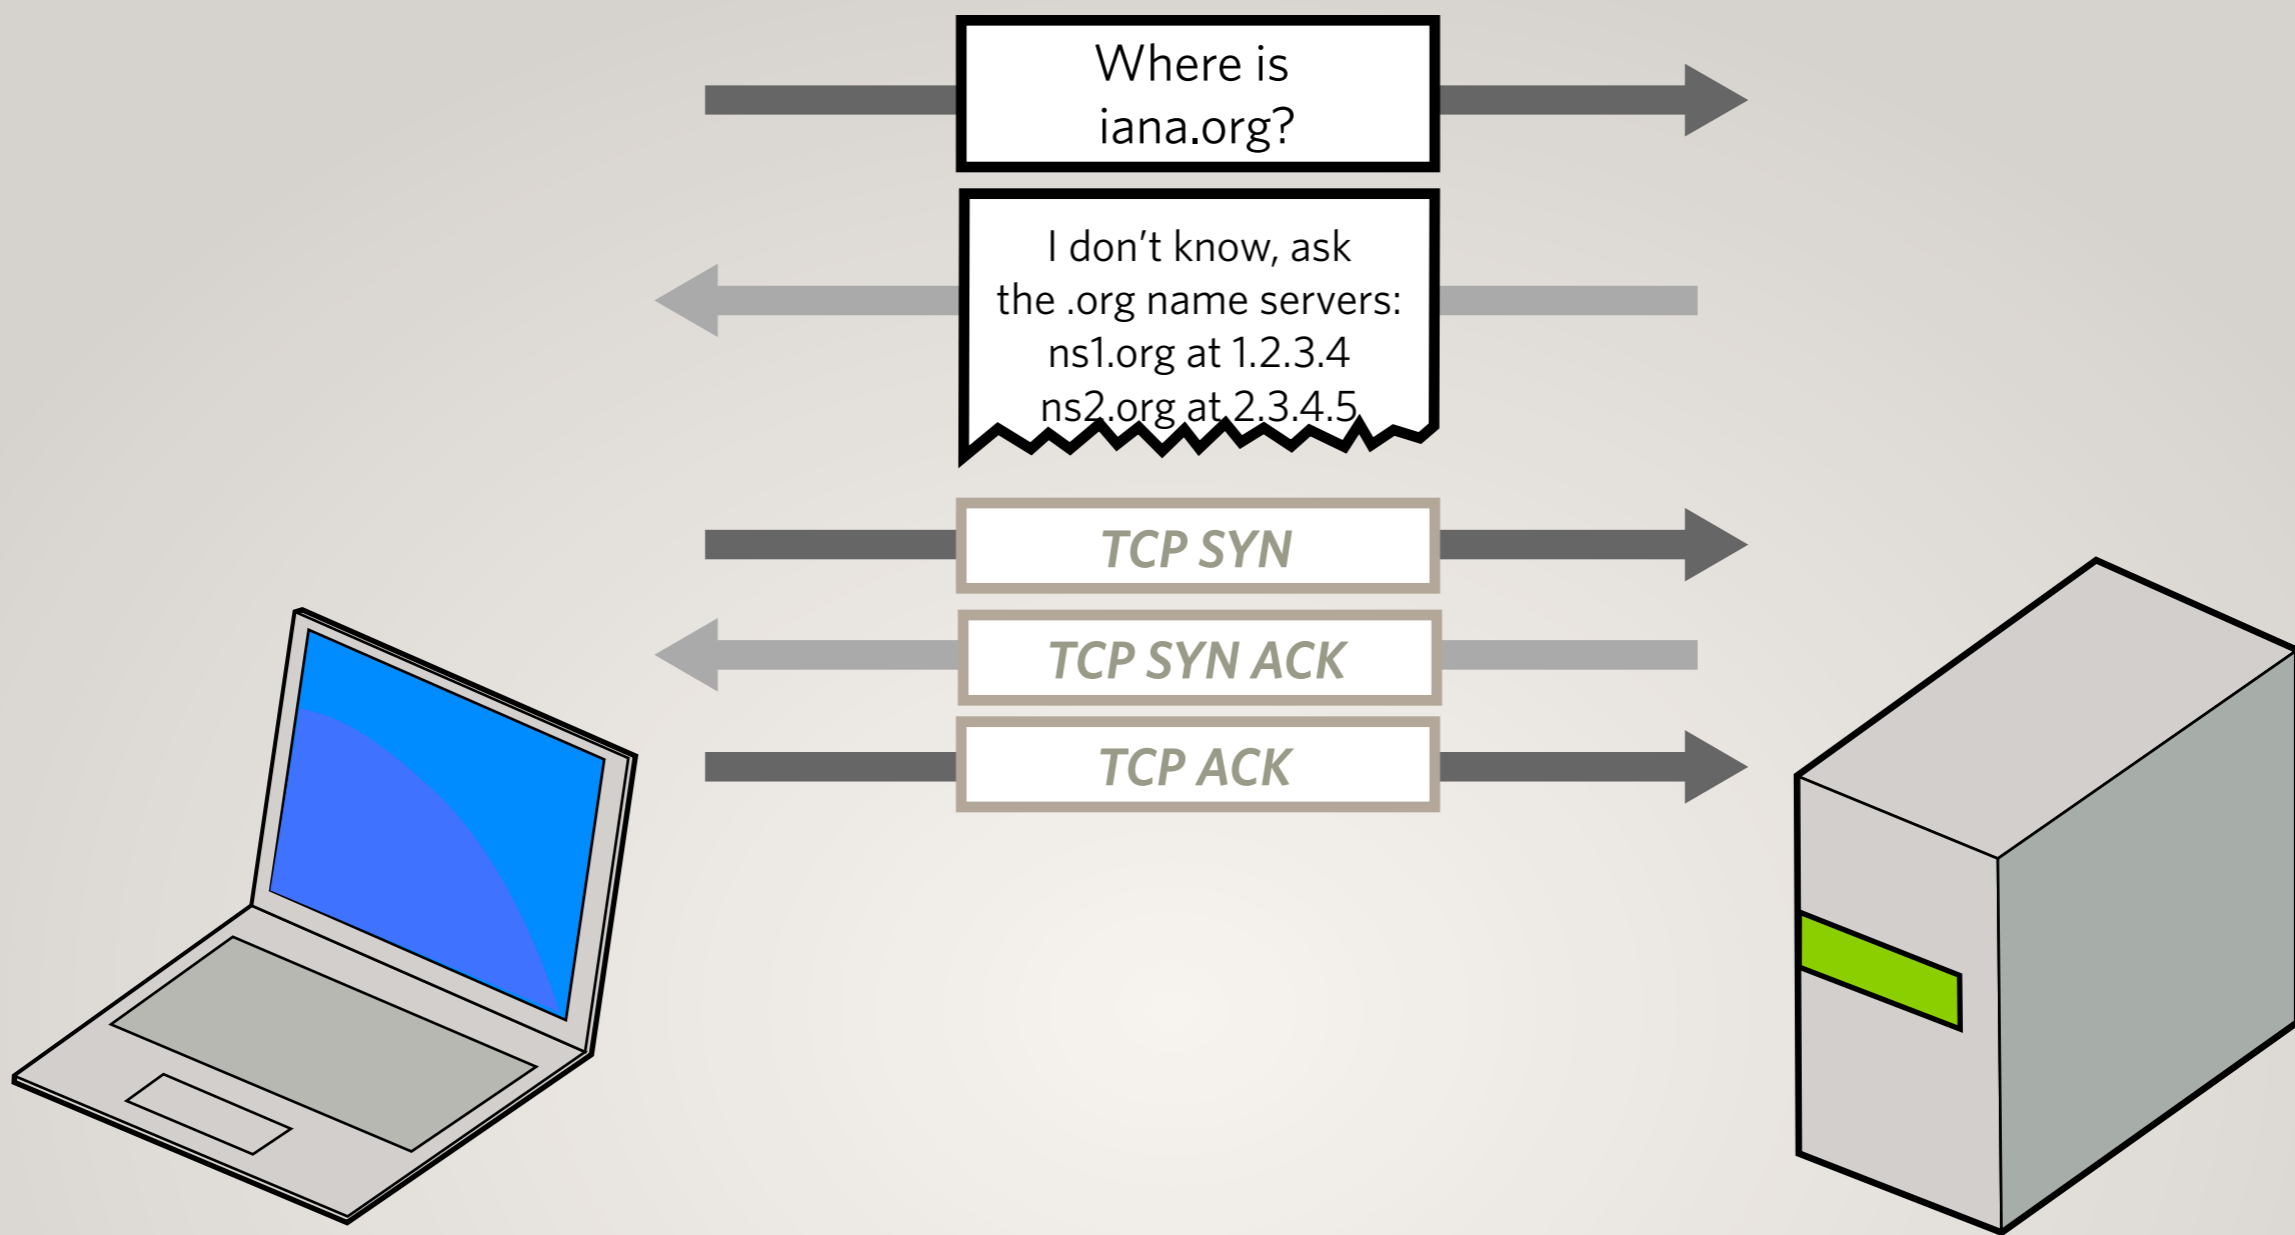 Where is
iana.org?
I don't know, ask
the .org name servers:
ns1.org at 1.2.3.4
ns2.org at 2.3.4.5
TCP SYN
TCP SYN ACK
TCP ACK